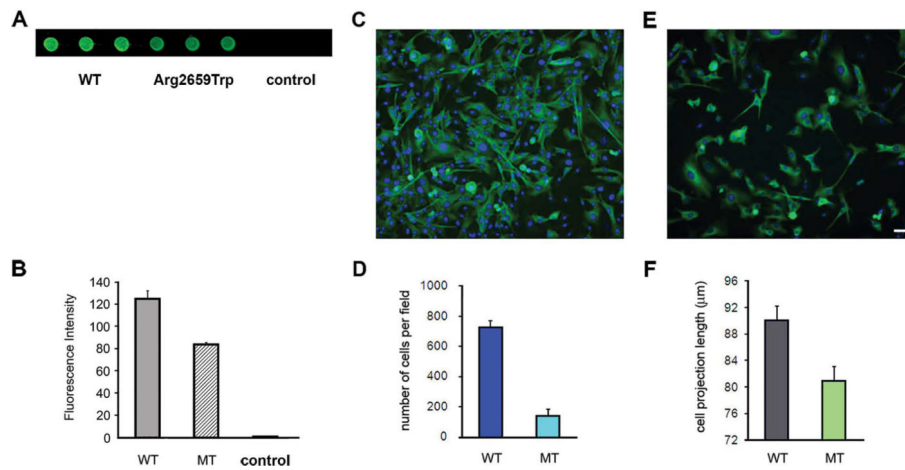 A
WT
Arg2659Trp
control
B
Fluorescence Intensity
140
120
100
80
60
40
20
0
WT
MT
control
C
D
number of cells per field
1000
800
600
400
200
0
WT
MT
E
F
cell projection length (μm)
96
92
88
84
80
76
72
WT
MT